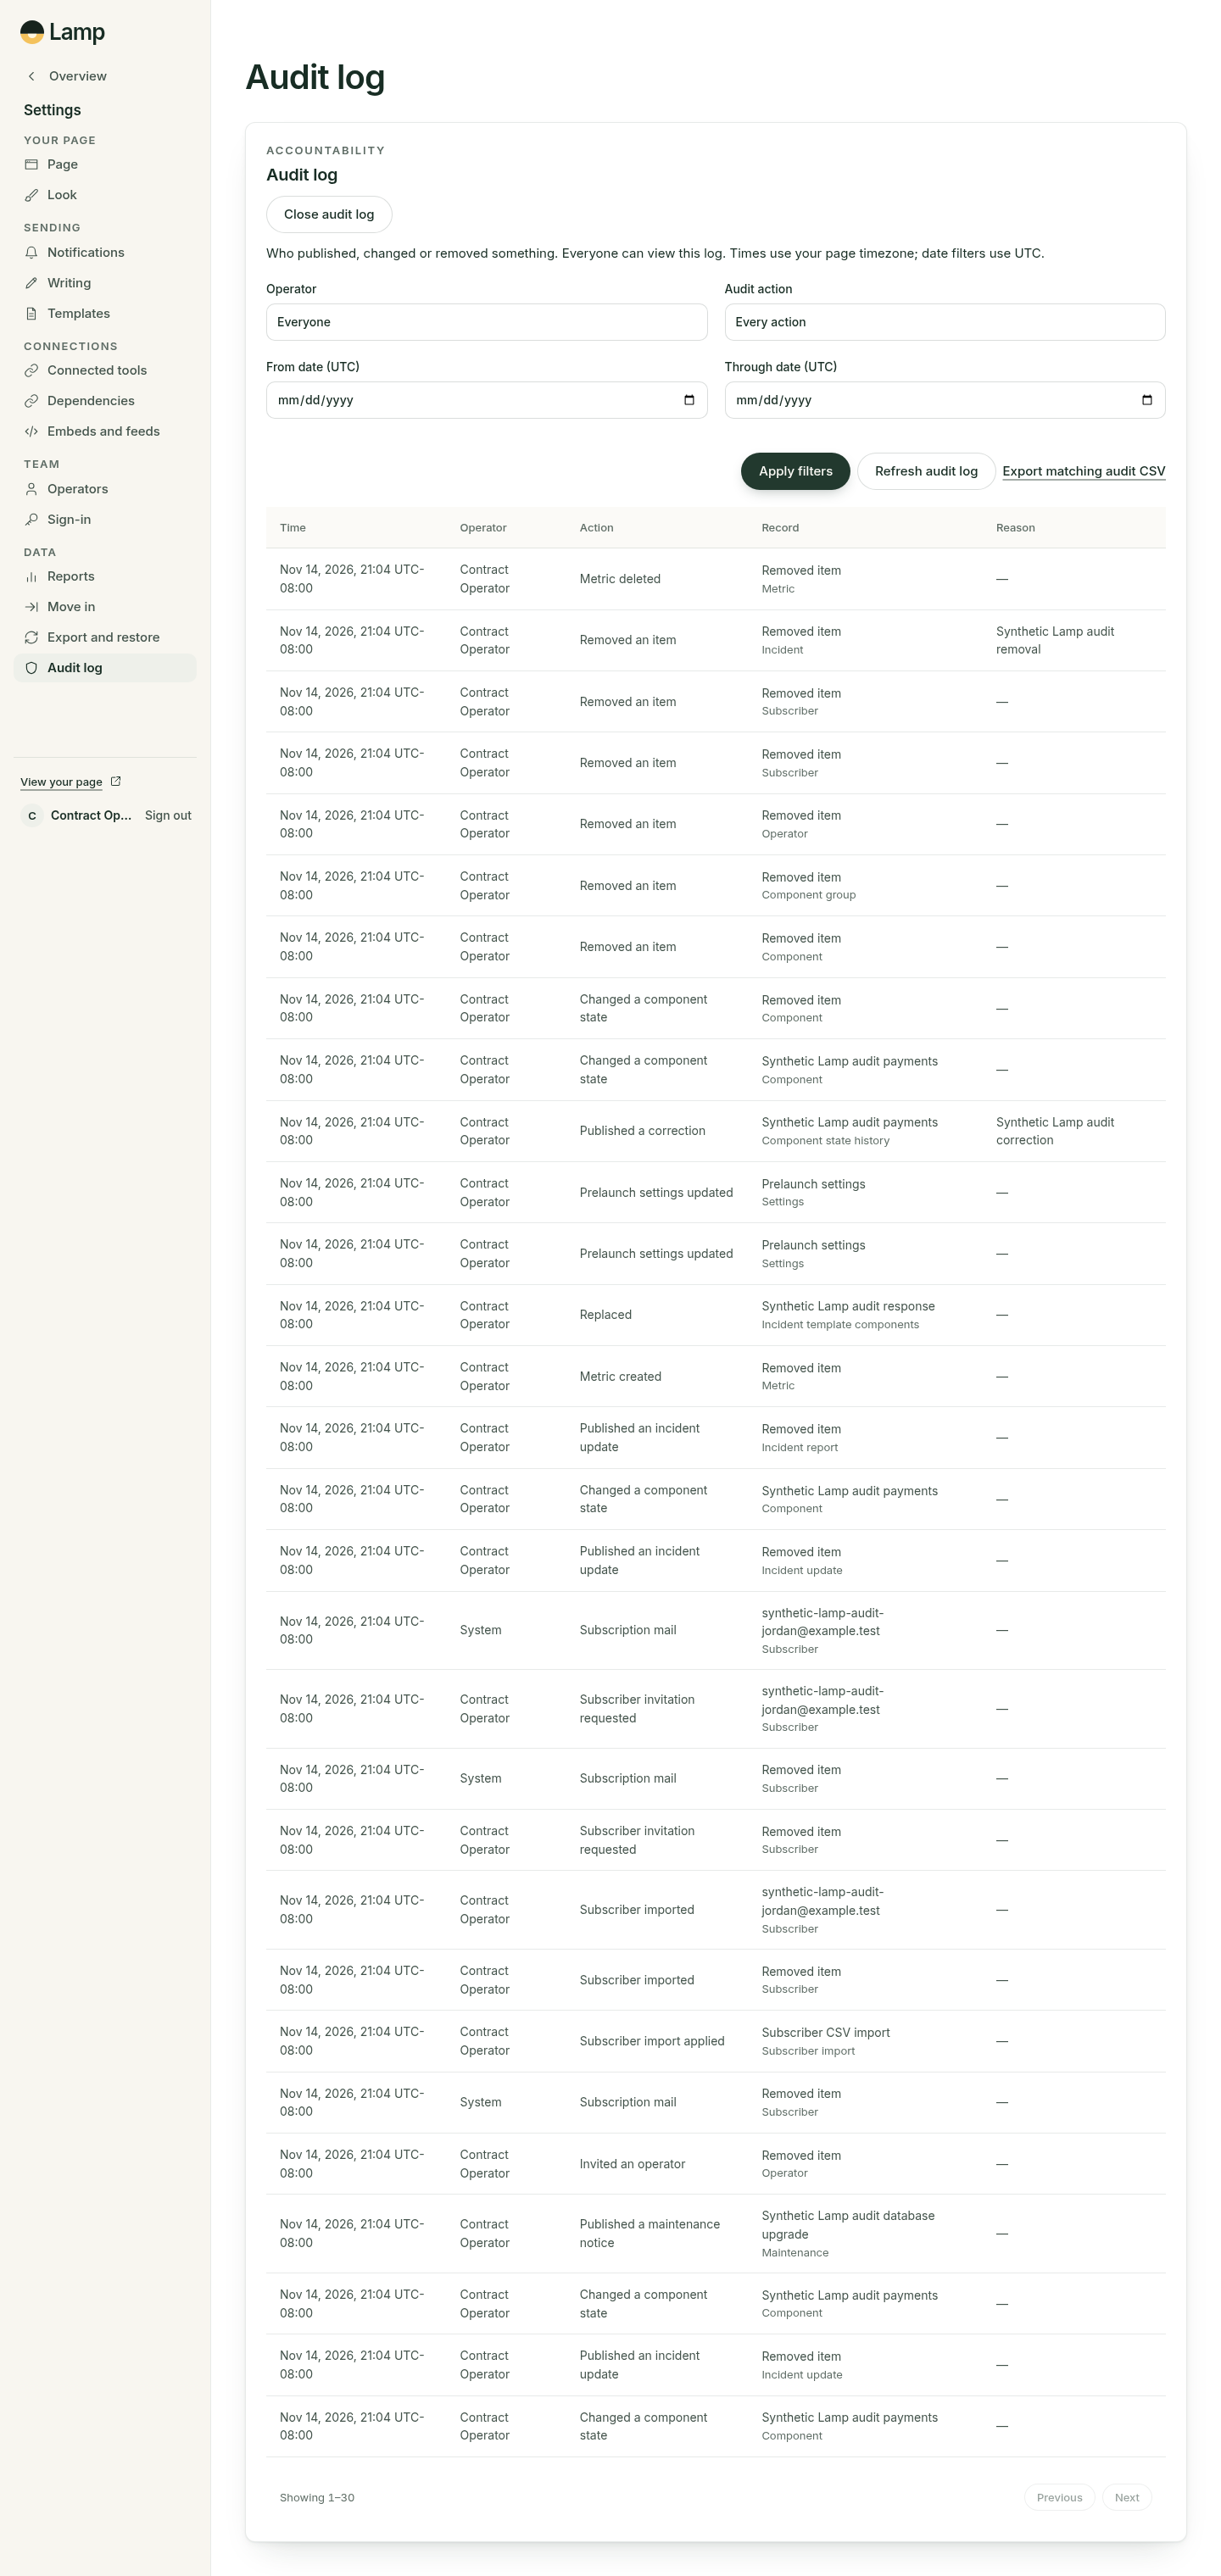 Lamp
Overview
Settings
YOUR PAGE
Page
Look
SENDING
Notifications
Writing
Templates
CONNECTIONS
Connected tools
Dependencies
Embeds and feeds
TEAM
Operators
Sign-in
DATA
Reports
Move in
Export and restore
Audit log
View your page
C Contract Op... Sign out
Audit log
ACCOUNTABILITY
Audit log
Close audit log
Who published, changed or removed something. Everyone can view this log. Times use your page timezone; date filters use UTC.
Operator Audit action
Everyone Every action
From date (UTC) Through date (UTC)
mm/dd/yyyy mm/dd/yyyy
Apply filters Refresh audit log Export matching audit CSV
Time Operator Action Record Reason
Nov 14, 2026, 21:04 UTC- Contract Metric deleted Removed item —
08:00 Operator Metric
Nov 14, 2026, 21:04 UTC- Contract Removed an item Removed item Synthetic Lamp audit
08:00 Operator Incident removal
Nov 14, 2026, 21:04 UTC- Contract Removed an item Removed item —
08:00 Operator Subscriber
Nov 14, 2026, 21:04 UTC- Contract Removed an item Removed item —
08:00 Operator Subscriber
Nov 14, 2026, 21:04 UTC- Contract Removed an item Removed item —
08:00 Operator Operator
Nov 14, 2026, 21:04 UTC- Contract Removed an item Removed item —
08:00 Operator Component group
Nov 14, 2026, 21:04 UTC- Contract Removed an item Removed item —
08:00 Operator Component
Nov 14, 2026, 21:04 UTC- Contract Changed a component Removed item —
08:00 Operator state Component
Nov 14, 2026, 21:04 UTC- Contract Changed a component Synthetic Lamp audit payments —
08:00 Operator state Component
Nov 14, 2026, 21:04 UTC- Contract Published a correction Synthetic Lamp audit payments Synthetic Lamp audit
08:00 Operator Component state history correction
Nov 14, 2026, 21:04 UTC- Contract Prelaunch settings updated Prelaunch settings —
08:00 Operator Settings
Nov 14, 2026, 21:04 UTC- Contract Prelaunch settings updated Prelaunch settings —
08:00 Operator Settings
Nov 14, 2026, 21:04 UTC- Contract Replaced Synthetic Lamp audit response —
08:00 Operator Incident template components
Nov 14, 2026, 21:04 UTC- Contract Metric created Removed item —
08:00 Operator Metric
Nov 14, 2026, 21:04 UTC- Contract Published an incident Removed item —
08:00 Operator update Incident report
Nov 14, 2026, 21:04 UTC- Contract Changed a component Synthetic Lamp audit payments —
08:00 Operator state Component
Nov 14, 2026, 21:04 UTC- Contract Published an incident Removed item —
08:00 Operator update Incident update
Nov 14, 2026, 21:04 UTC- System Subscription mail synthetic-lamp-audit- —
08:00 jordan@example.test
Subscriber
Nov 14, 2026, 21:04 UTC- Contract Subscriber invitation synthetic-lamp-audit- —
08:00 Operator requested jordan@example.test
Subscriber
Nov 14, 2026, 21:04 UTC- System Subscription mail Removed item —
08:00 Subscriber
Nov 14, 2026, 21:04 UTC- Contract Subscriber invitation Removed item —
08:00 Operator requested Subscriber
Nov 14, 2026, 21:04 UTC- Contract Subscriber imported synthetic-lamp-audit- —
08:00 Operator jordan@example.test
Subscriber
Nov 14, 2026, 21:04 UTC- Contract Subscriber imported Removed item —
08:00 Operator Subscriber
Nov 14, 2026, 21:04 UTC- Contract Subscriber import applied Subscriber CSV import —
08:00 Operator Subscriber import
Nov 14, 2026, 21:04 UTC- System Subscription mail Removed item —
08:00 Subscriber
Nov 14, 2026, 21:04 UTC- Contract Invited an operator Removed item —
08:00 Operator Operator
Nov 14, 2026, 21:04 UTC- Contract Published a maintenance Synthetic Lamp audit database —
08:00 Operator notice upgrade
Maintenance
Nov 14, 2026, 21:04 UTC- Contract Changed a component Synthetic Lamp audit payments —
08:00 Operator state Component
Nov 14, 2026, 21:04 UTC- Contract Published an incident Removed item —
08:00 Operator update Incident update
Nov 14, 2026, 21:04 UTC- Contract Changed a component Synthetic Lamp audit payments —
08:00 Operator state Component
Showing 1–30 Previous Next